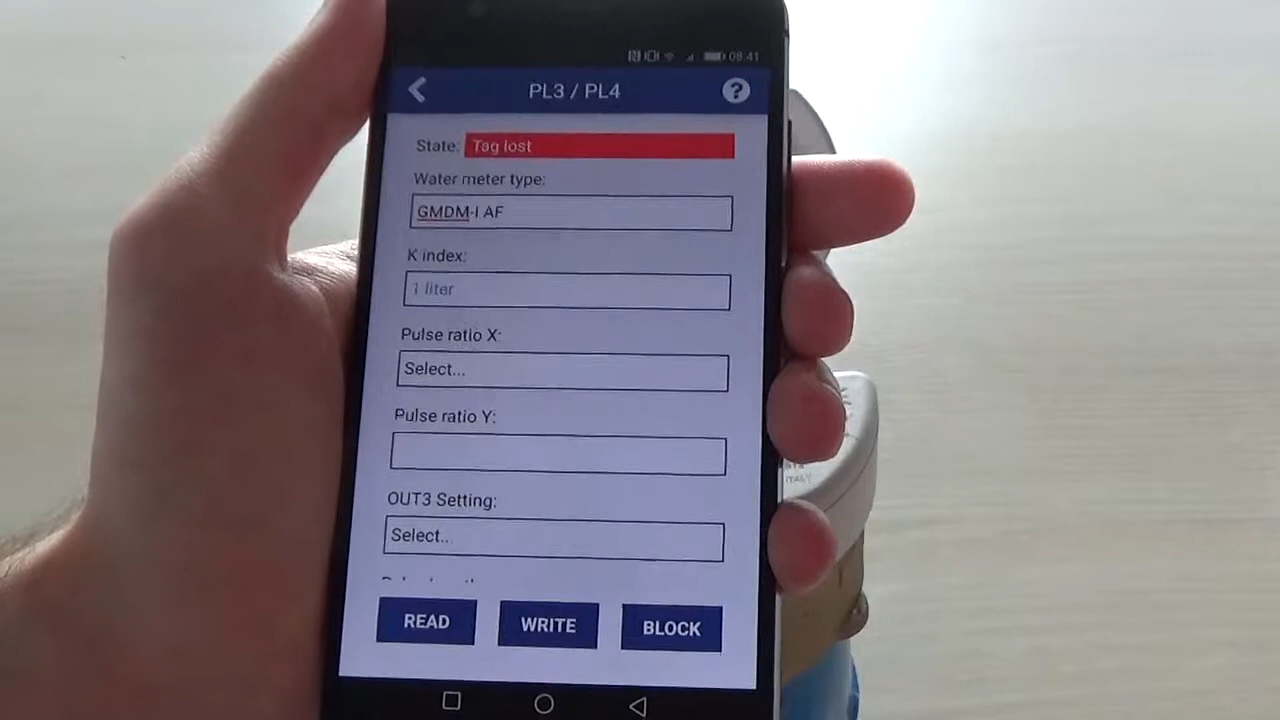 08:41
PL3 / PL4
?
State: Tag lost
Water meter type:
GMDM-I AF
K index:
1 liter
Pulse ratio X:
Select...
Pulse ratio Y:
OUT3 Setting:
Select...
READ WRITE BLOCK
ITALY